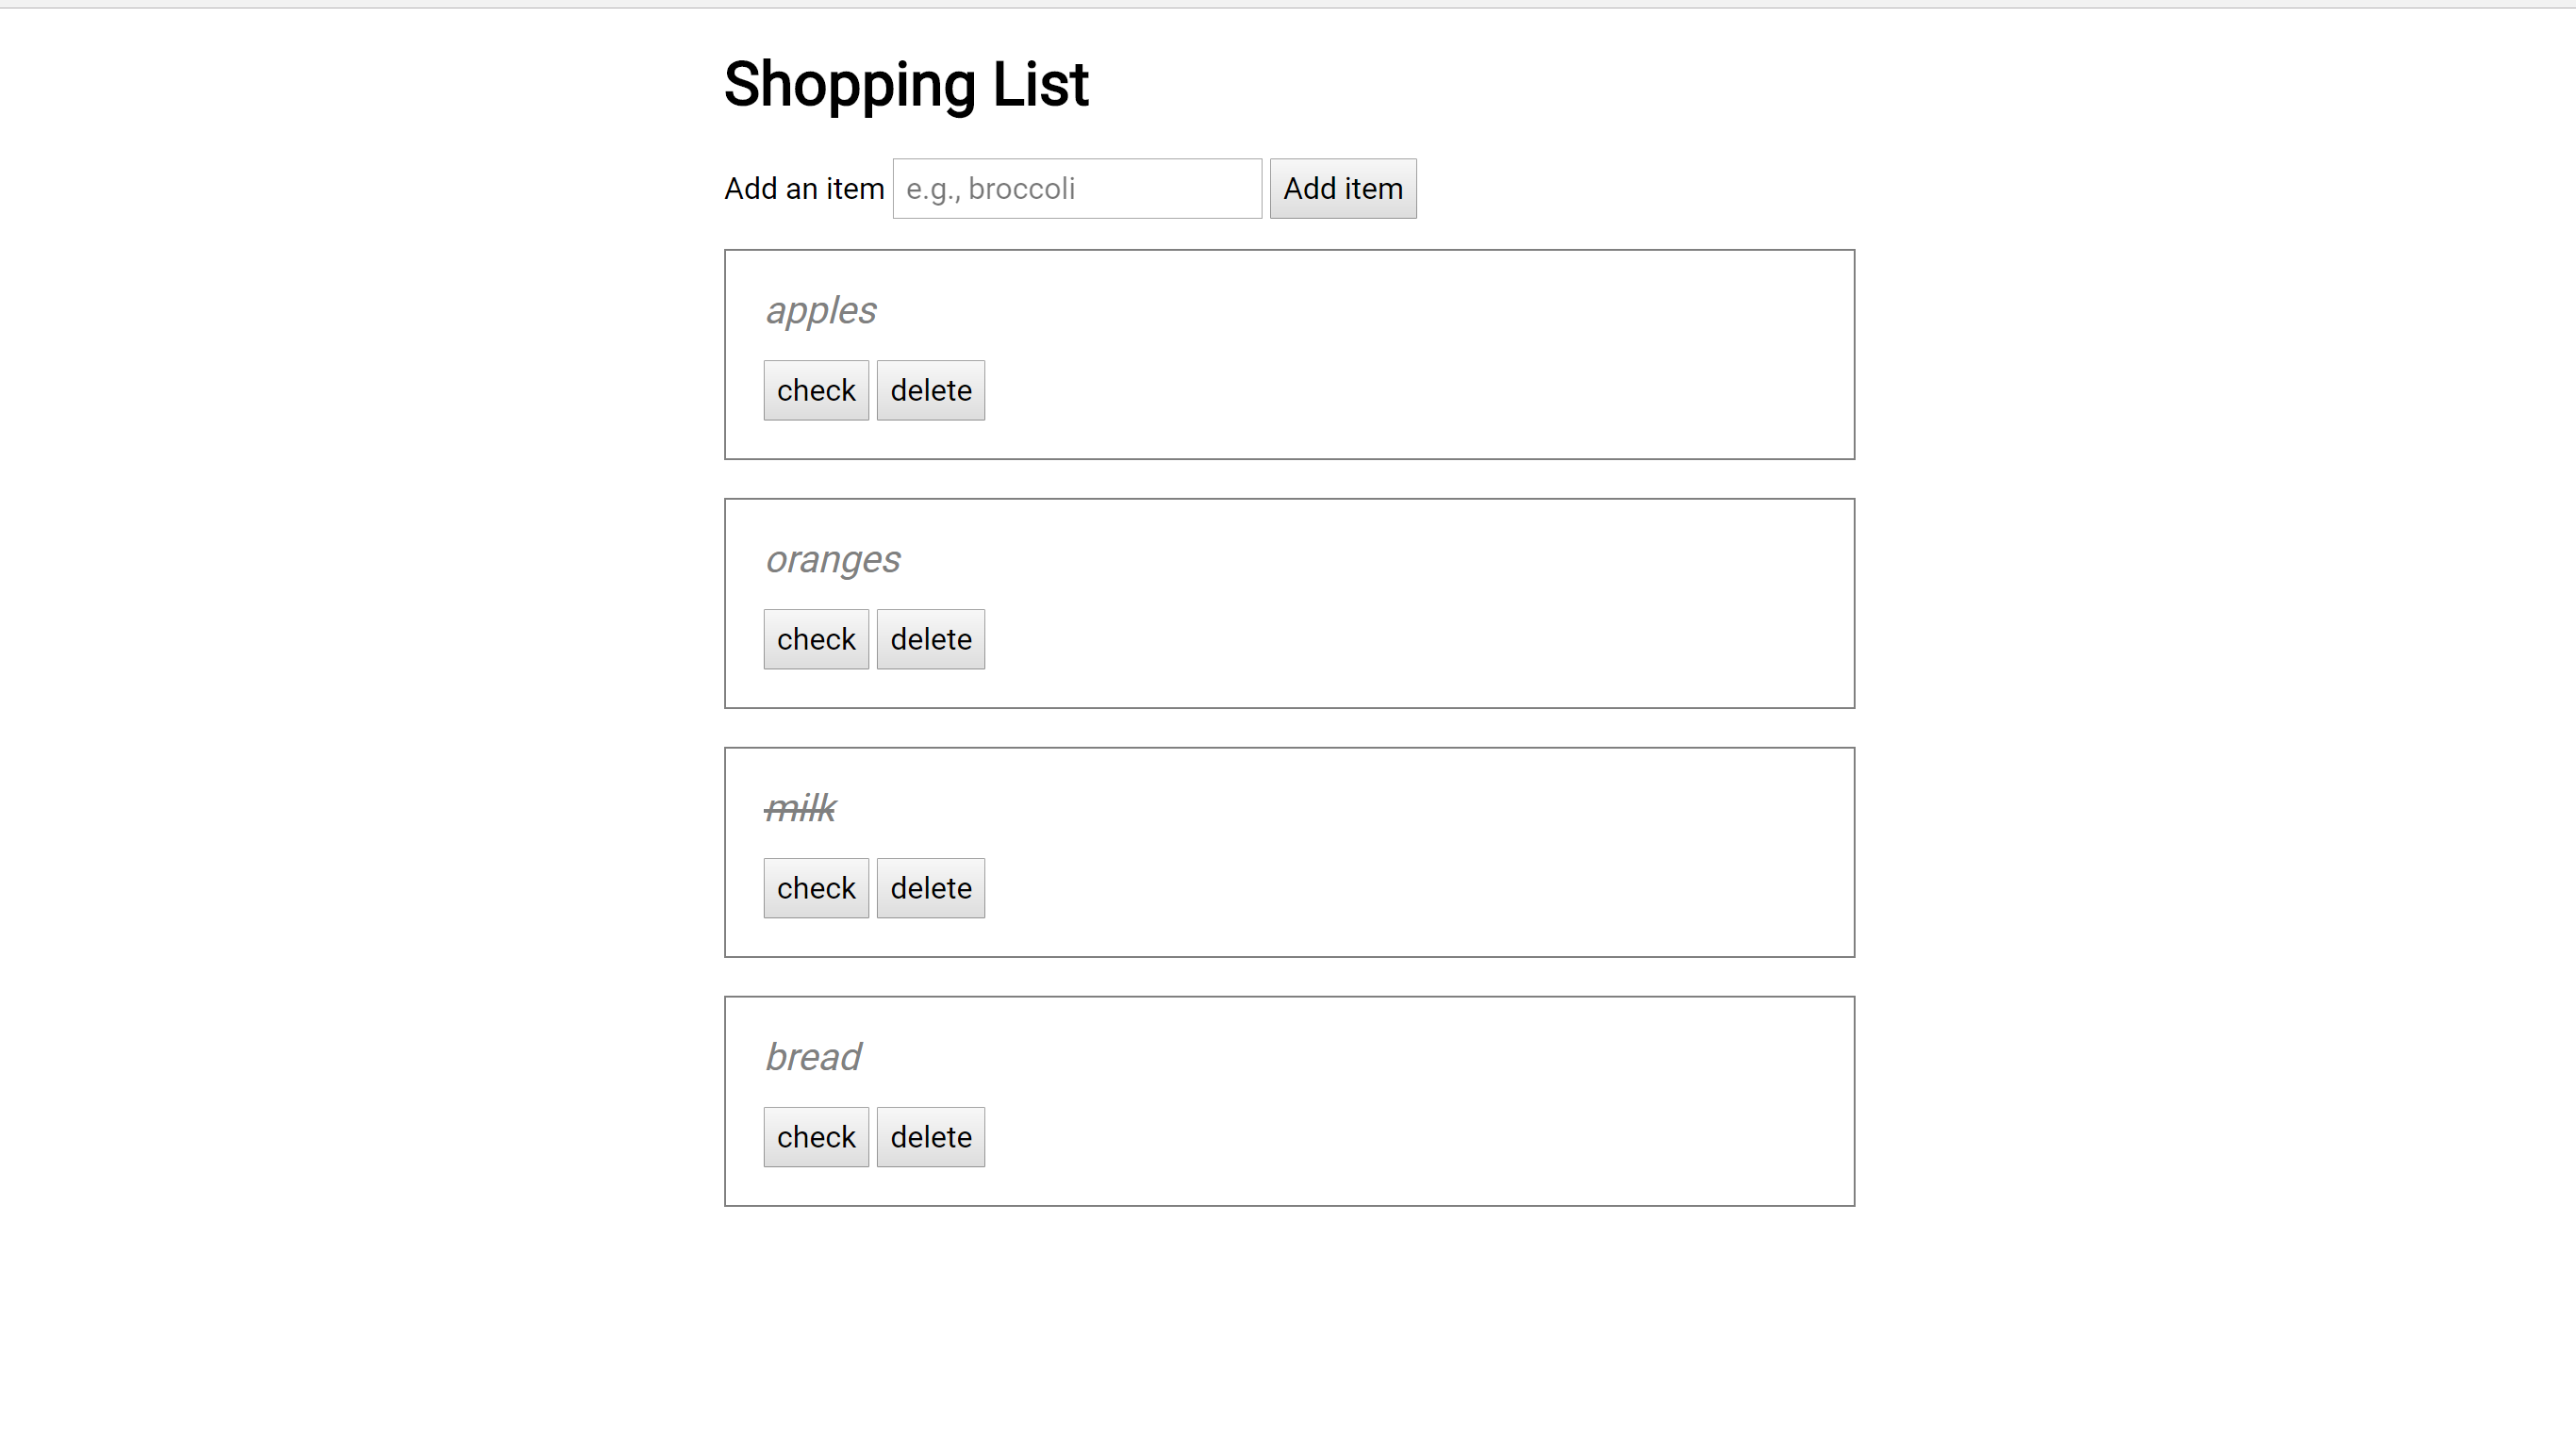 Shopping List
Add an item e.g., broccoli Add item
apples
check delete
oranges
check delete
milk
check delete
bread
check delete